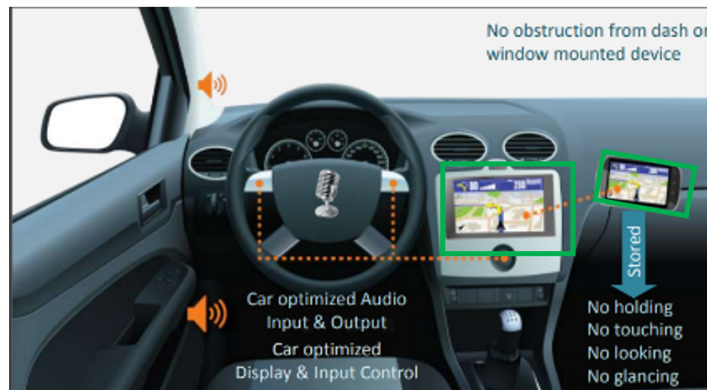 No obstruction from dash or
window mounted device
80
Stored
Car optimized Audio
Input & Output
Car optimized
Display & Input Control
No holding
No touching
No looking
No glancing